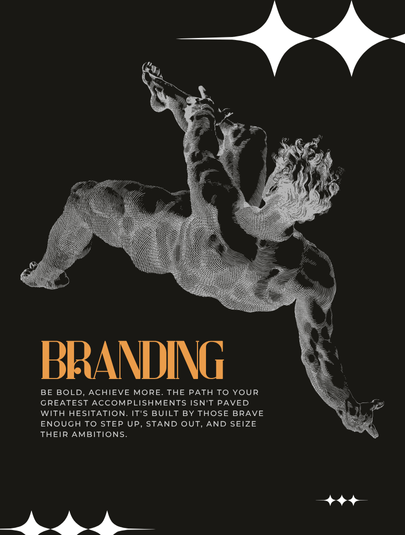 BRANDING
BE BOLD, ACHIEVE MORE. THE PATH TO YOUR
GREATEST ACCOMPLISHMENTS ISN'T PAVED
WITH HESITATION. IT'S BUILT BY THOSE BRAVE
ENOUGH TO STEP UP, STAND OUT, AND SEIZE
THEIR AMBITIONS.